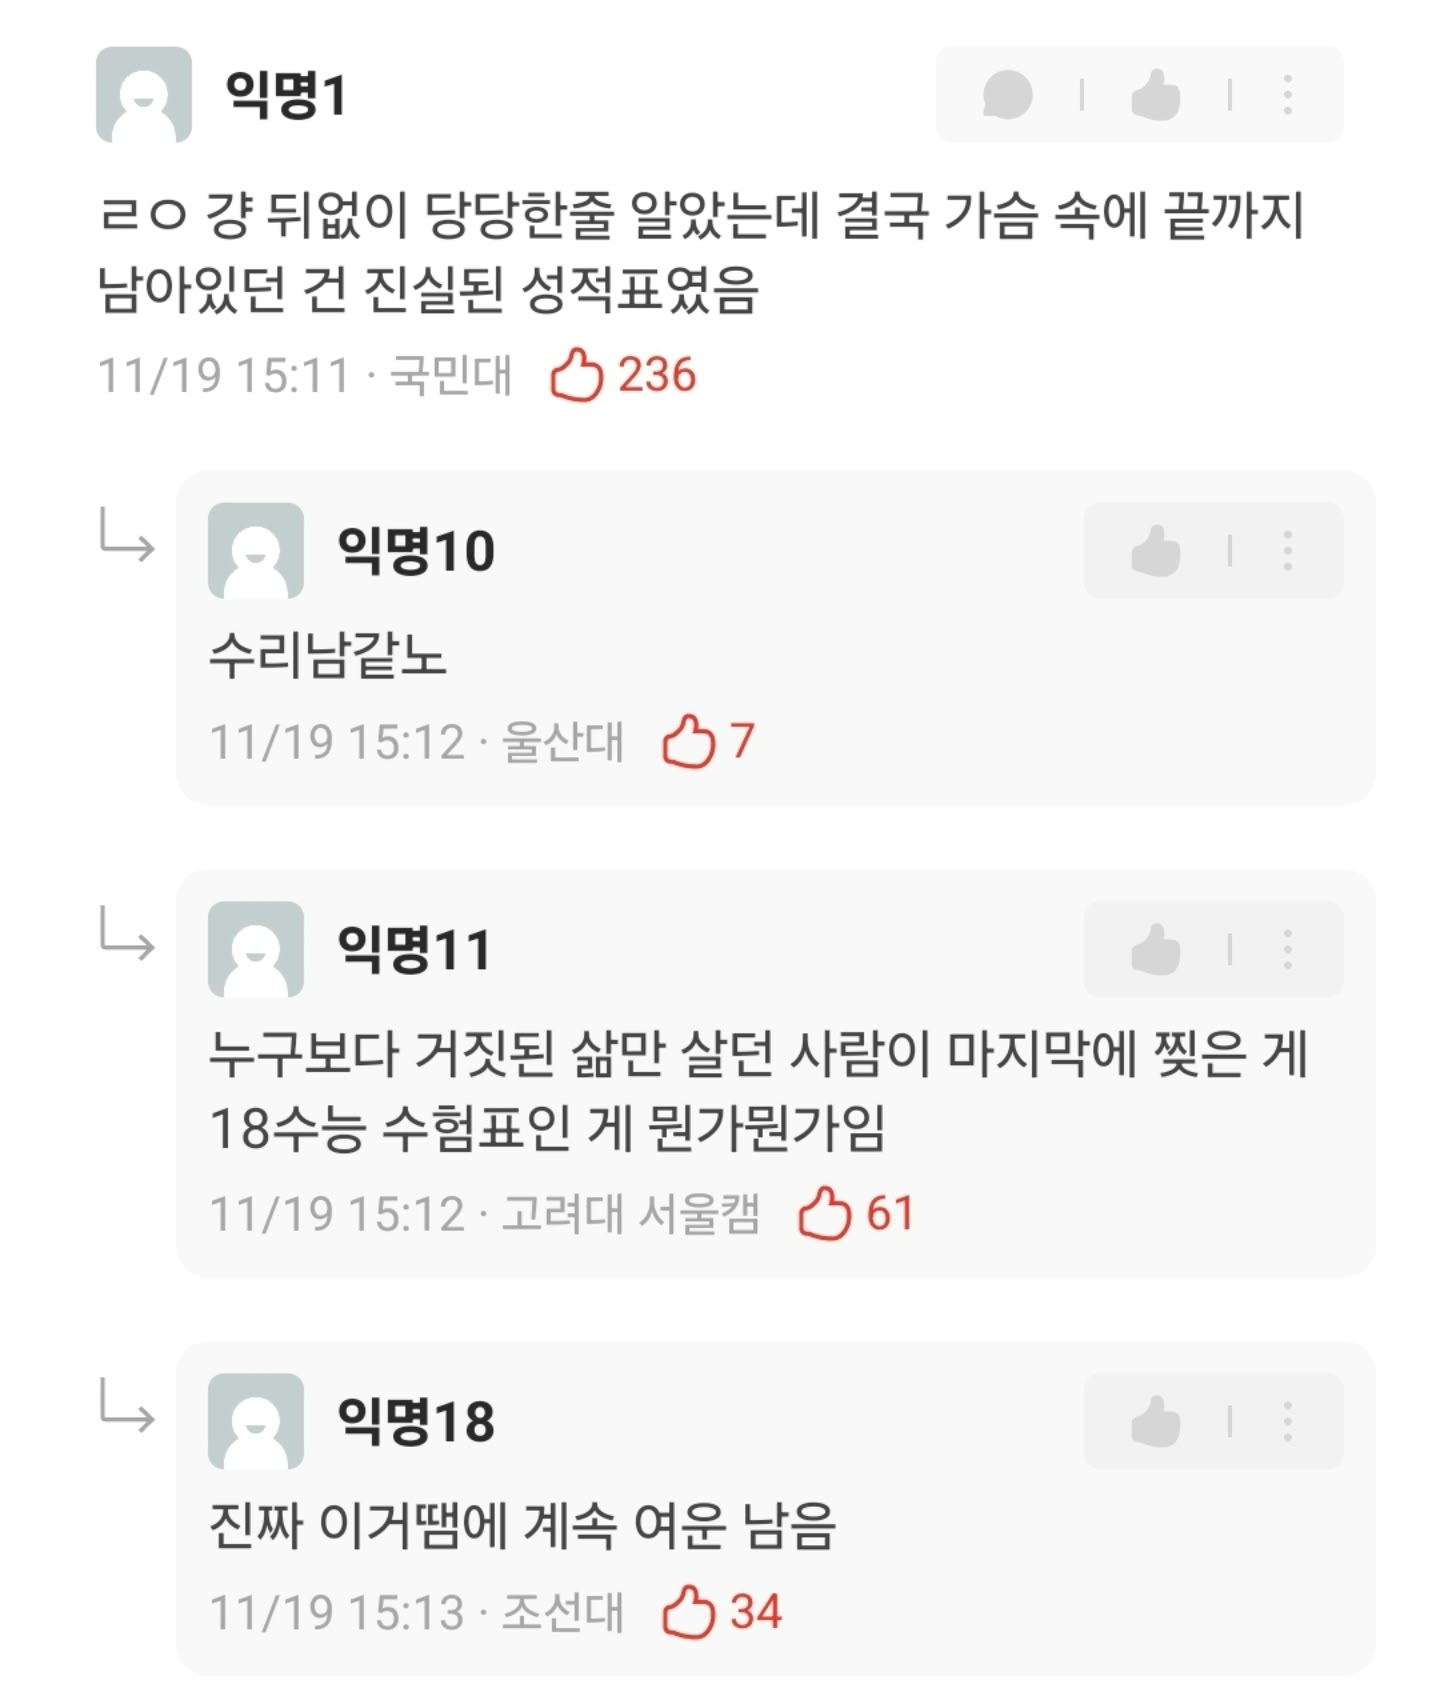 익명1
ㄹㅇ 걍 뒤없이 당당한줄 알았는데 결국 가슴 속에 끝까지
남아있던 건 진실된 성적표였음
11/19 15:11 · 국민대 236
익명10
수리남같노
11/19 15:12 · 울산대 7
익명11
누구보다 거짓된 삶만 살던 사람이 마지막에 찢은 게
18수능 수험표인 게 뭔가뭔가임
11/19 15:12 · 고려대 서울캠 61
익명18
진짜 이거땜에 계속 여운 남음
11/19 15:13 · 조선대 34